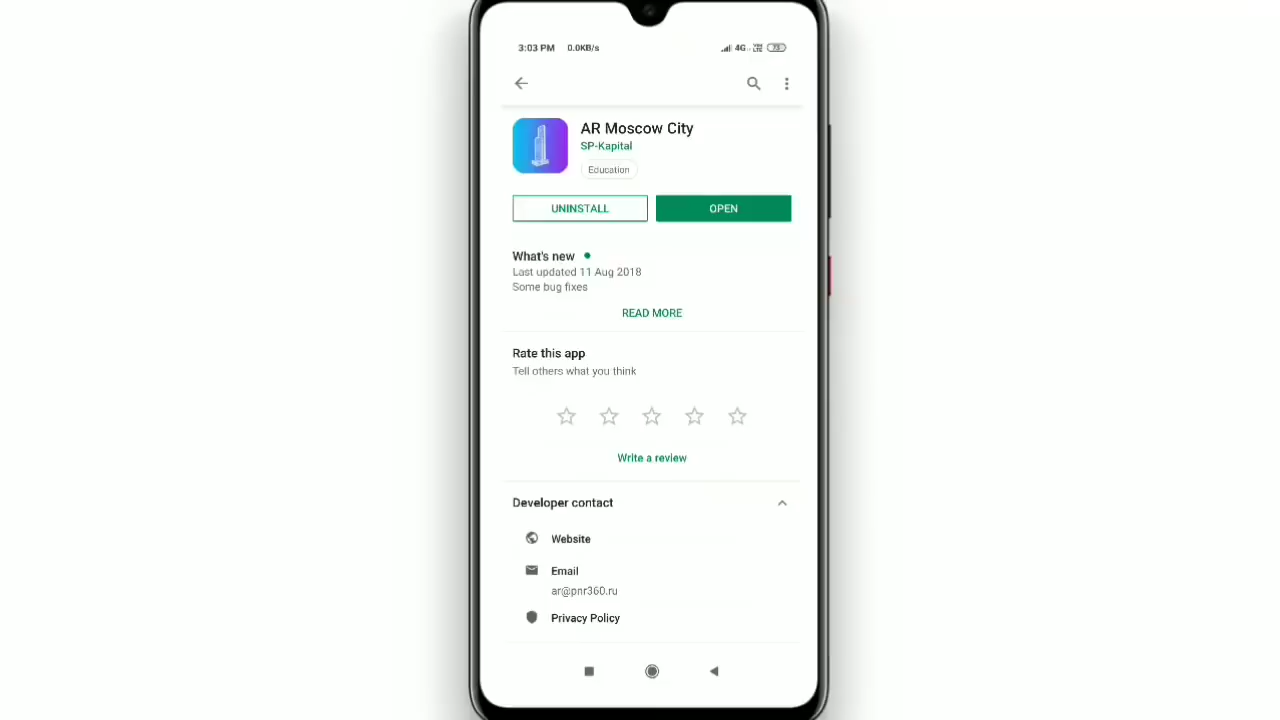 3:03 PM 0.0KB/s 4G VoLTE 73
AR Moscow City
SP-Kapital
Education
UNINSTALL OPEN
What's new
Last updated 11 Aug 2018
Some bug fixes
READ MORE
Rate this app
Tell others what you think
Write a review
Developer contact
Website
Email
ar@pnr360.ru
Privacy Policy